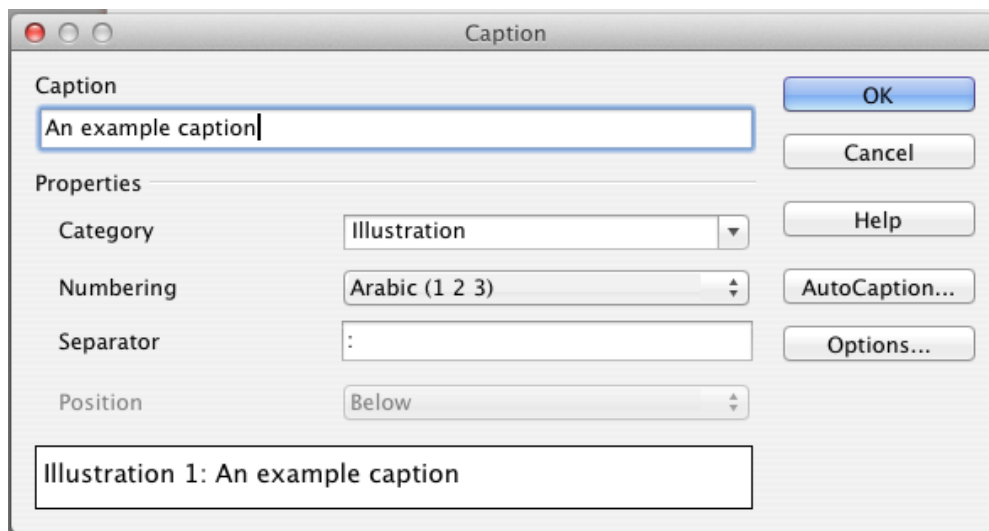 Caption
Caption
OK
An example caption
Cancel
Properties
Help
Category Illustration
Numbering Arabic (1 2 3)
AutoCaption...
Separator :
Options...
Position Below
Illustration 1: An example caption